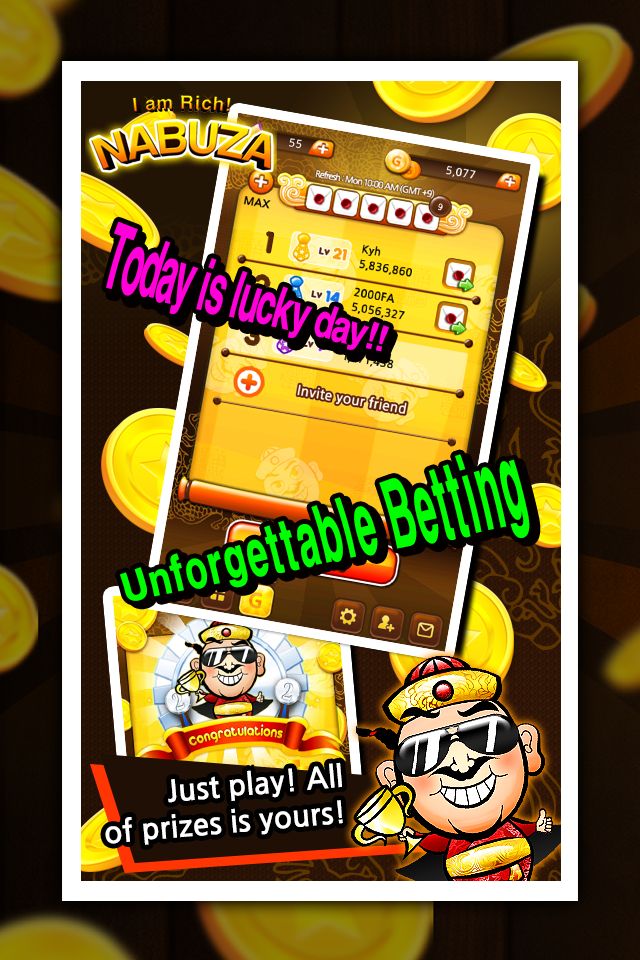 I am Rich!
NABUZA
55
5,077
Refresh : Mon 10:00 AM (GMT +9)
MAX
9
1
Lv 21
Kyh
5,836,860
Lv 14
2000FA
5,056,327
Today is lucky day!!
3
Invite your friend
Unforgettable Betting
G
2
congratulations
Just play! All
of prizes is yours!